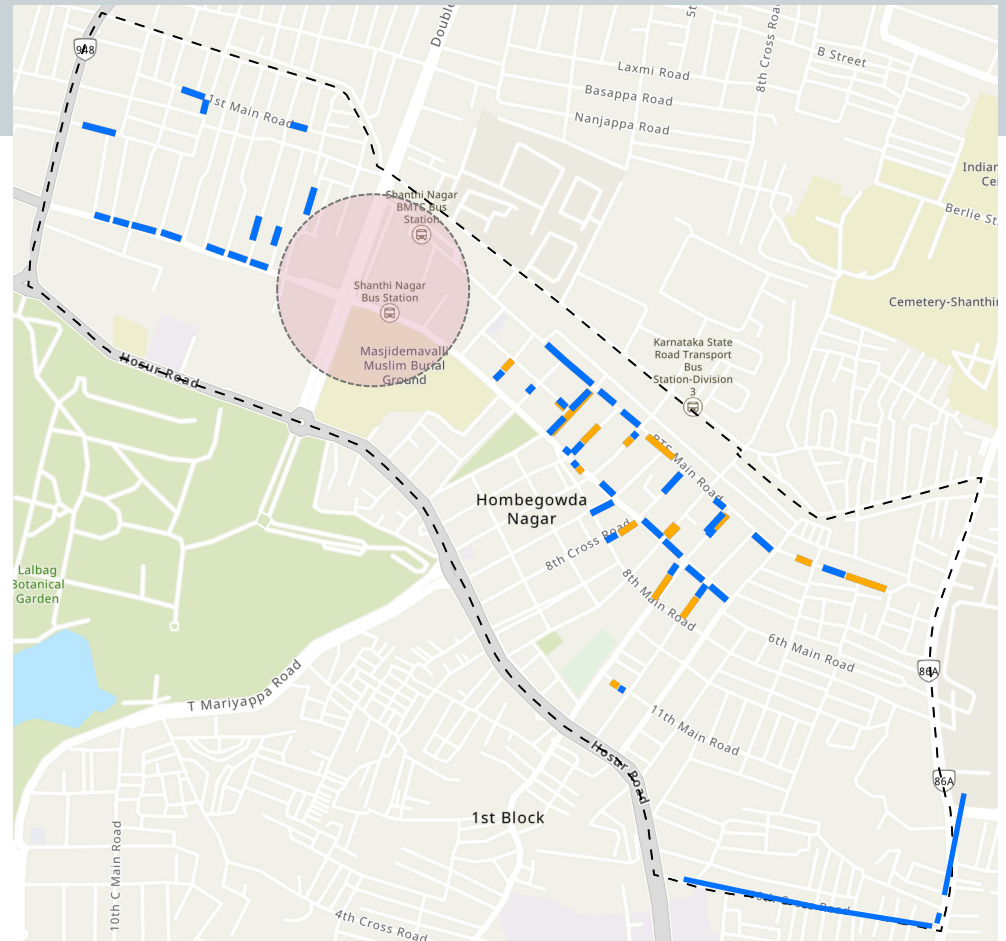 948
Double
5t
8th Cross Road
B Street
Laxmi Road
Basappa Road
Nanjappa Road
1st Main Road
Indian
Cem
Berlie St
Shanthi Nagar
BMTC Bus
Station
Shanthi Nagar
Bus Station
Cemetery-Shanthi
Masjidemavalli
Muslim Burial
Ground
Karnataka State
Road Transport
Bus
Station-Division
3
Hosur Road
BTS Main Road
Hombegowda
Nagar
8th Cross Road
Lalbag
Botanical
Garden
8th Main Road
6th Main Road
86A
T Mariyappa Road
11th Main Road
Hosur Road
86A
1st Block
10th C Main Road
4th Cross Road
Cross Road